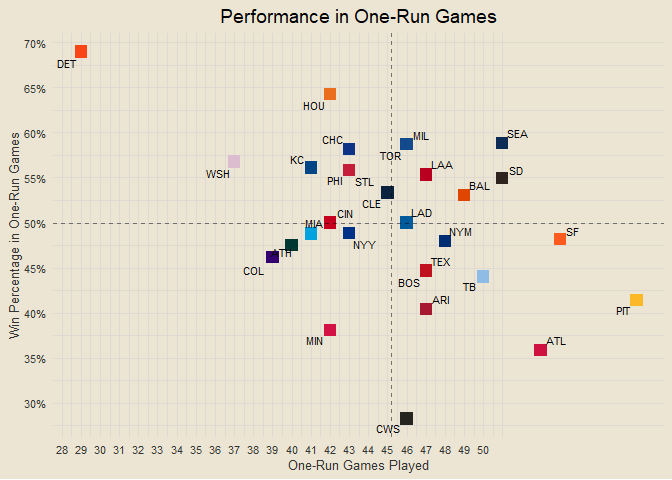 Performance in One-Run Games
70%
DET
65%
HOU
60%
CHC
MIL
SEA
KC
TOR
WSH
LAA
SD
55%
PHI
STL
BAL
CLE
CIN
LAD
50%
MIA
NYY
NYM
SF
ATH
COL
45%
TEX
BOS
TB
ARI
PIT
40%
MIN
ATL
35%
30%
CWS
Win Percentage in One-Run Games
28 29 30 31 32 33 34 35 36 37 38 39 40 41 42 43 44 45 46 47 48 49 50
One-Run Games Played